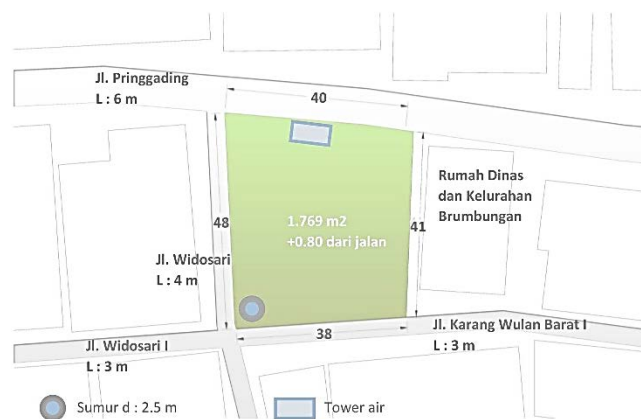 Jl. Pringgading
L : 6 m
40
Rumah Dinas
dan Kelurahan
Brumbungan
48
1.769 m2
+0.80 dari jalan
41
Jl. Widosari
L : 4 m
38
Jl. Karang Wulan Barat I
L : 3 m
Jl. Widosari I
L : 3 m
Sumur d : 2.5 m
Tower air